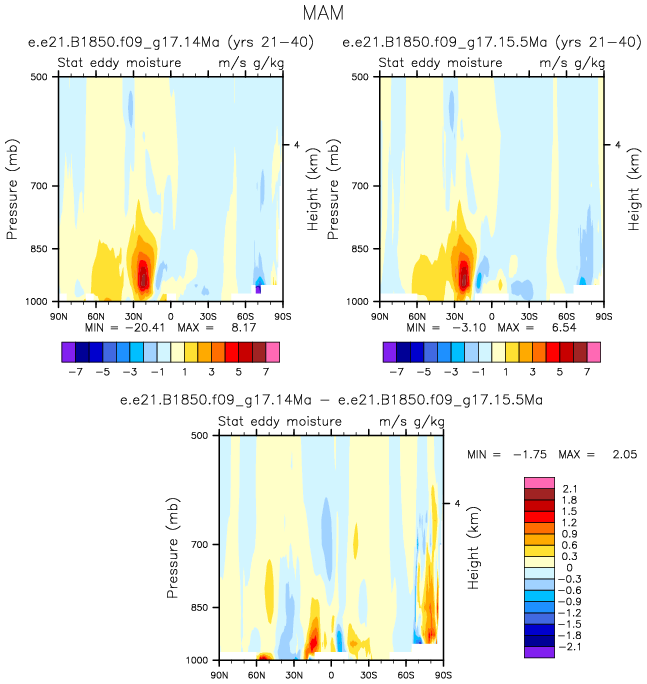 MAM
e.e21.B1850.f09_g17.14Ma (yrs 21-40)
Stat eddy moisture m/s g/kg
500
700
850
1000
Pressure (mb)
4
Height (km)
90N 60N 30N 0 30S 60S 90S
MIN = -20.41 MAX = 8.17
-7 -5 -3 -1 1 3 5 7
e.e21.B1850.f09_g17.15.5Ma (yrs 21-40)
Stat eddy moisture m/s g/kg
500
700
850
1000
Pressure (mb)
4
Height (km)
90N 60N 30N 0 30S 60S 90S
MIN = -3.10 MAX = 6.54
-7 -5 -3 -1 1 3 5 7
e.e21.B1850.f09_g17.14Ma - e.e21.B1850.f09_g17.15.5Ma
Stat eddy moisture m/s g/kg
500
700
850
1000
Pressure (mb)
4
Height (km)
90N 60N 30N 0 30S 60S 90S
MIN = -1.75 MAX = 2.05
2.1
1.8
1.5
1.2
0.9
0.6
0.3
0
-0.3
-0.6
-0.9
-1.2
-1.5
-1.8
-2.1